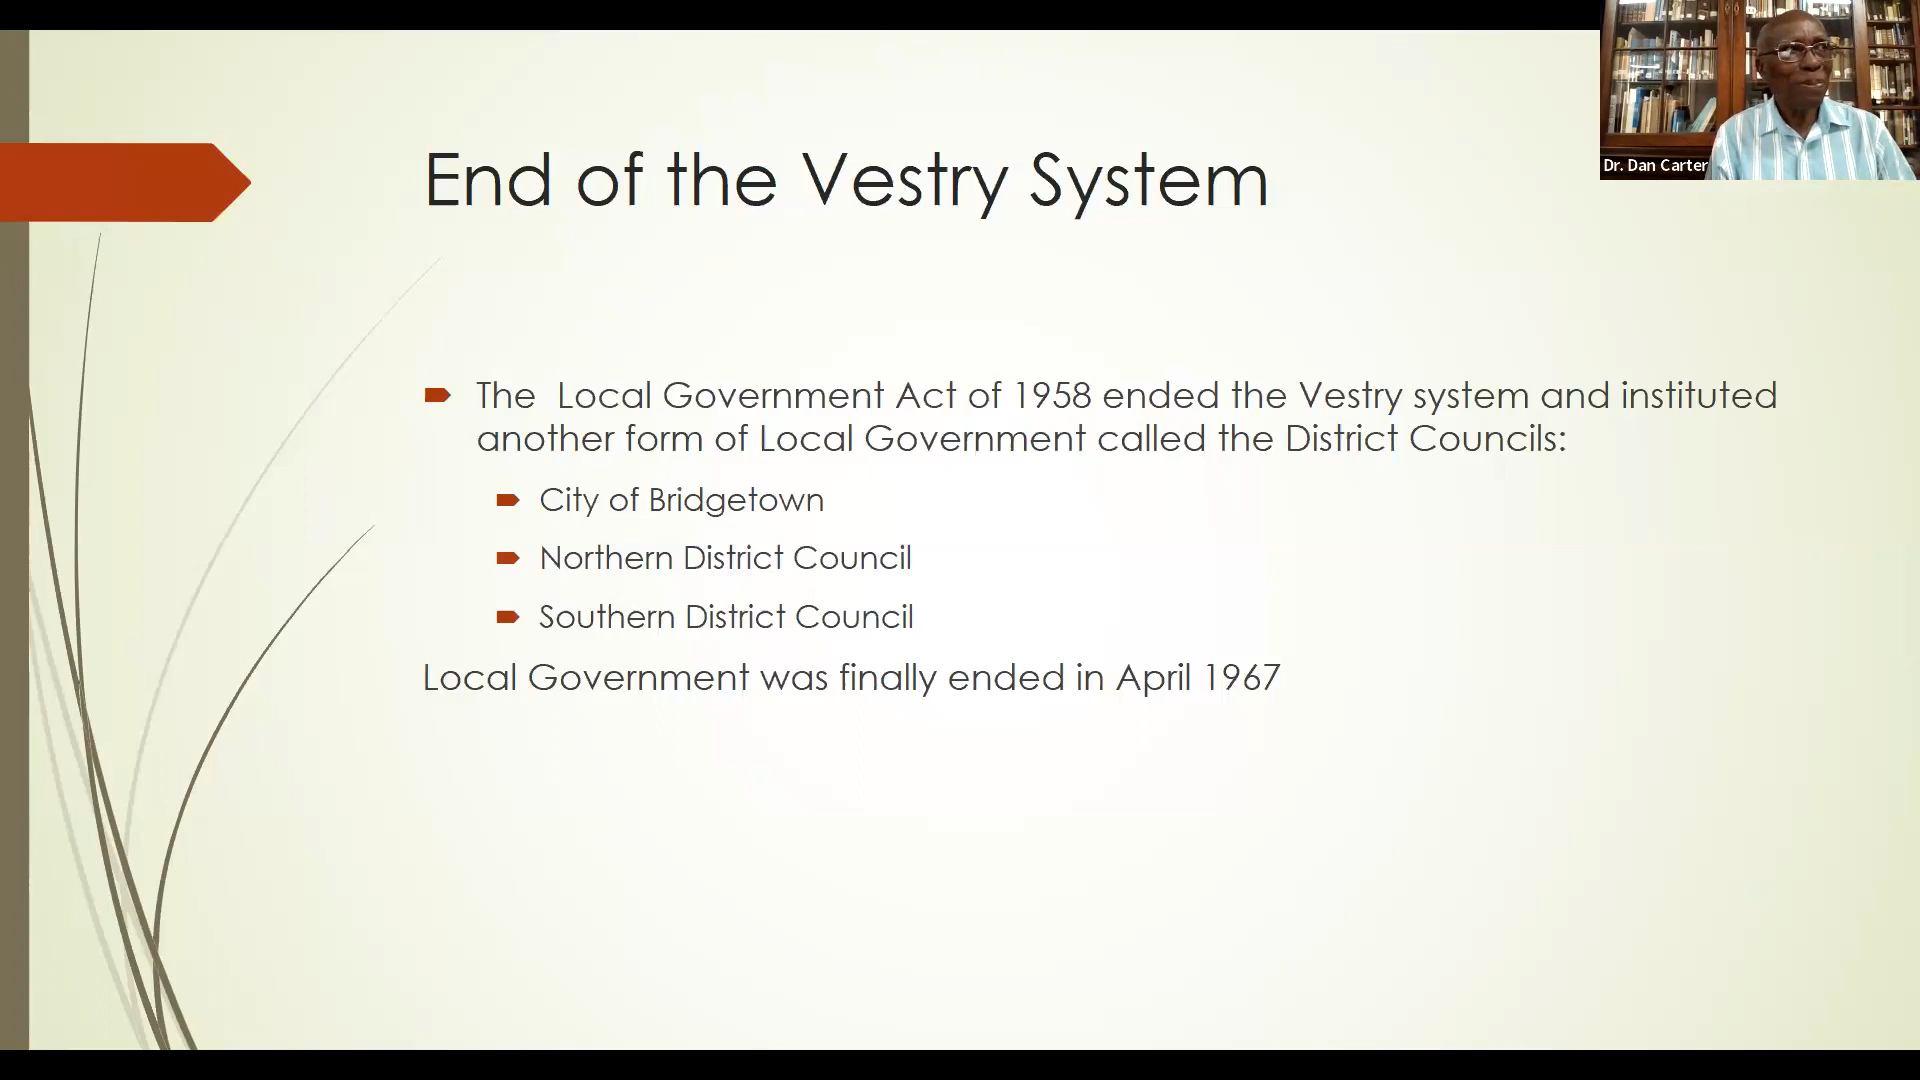 End of the Vestry System
Dr. Dan Carter
The Local Government Act of 1958 ended the Vestry system and instituted
another form of Local Government called the District Councils:
City of Bridgetown
Northern District Council
Southern District Council
Local Government was finally ended in April 1967